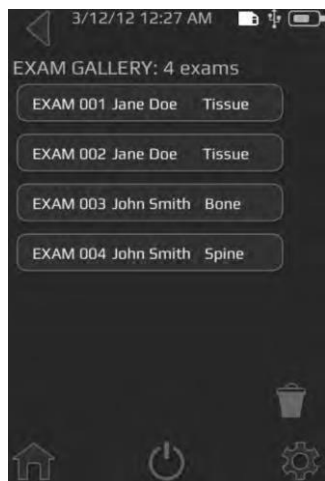 3/12/12 12:27 AM
EXAM GALLERY: 4 exams
EXAM 001 Jane Doe Tissue
EXAM 002 Jane Doe Tissue
EXAM 003 John Smith Bone
EXAM 004 John Smith Spine